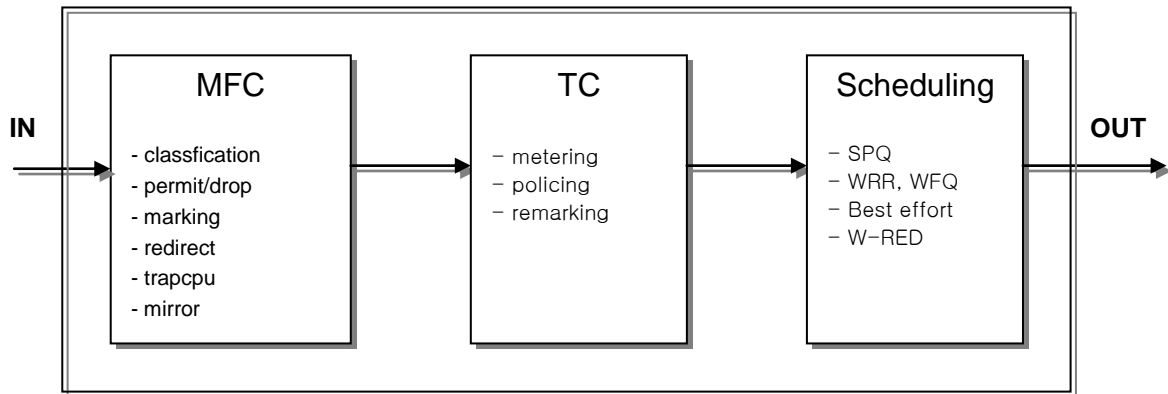 IN
MFC
- classfication
- permit/drop
- marking
- redirect
- trapcpu
- mirror
TC
- metering
- policing
- remarking
Scheduling
- SPQ
- WRR, WFQ
- Best effort
- W-RED
OUT